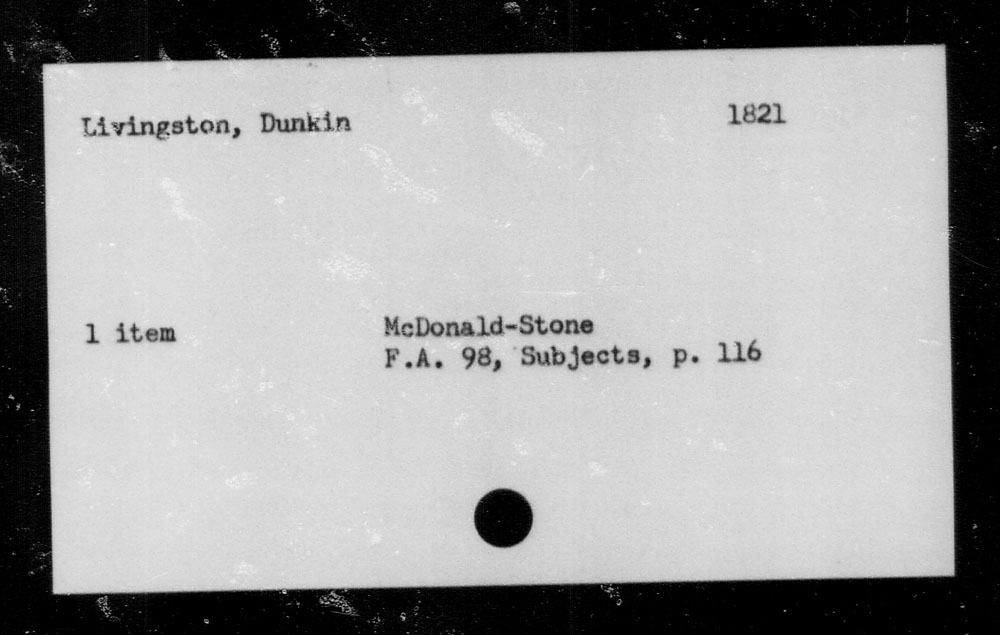 Livingston, Dunkin 1821
1 item McDonald-Stone
F.A. 98, Subjects, p. 116